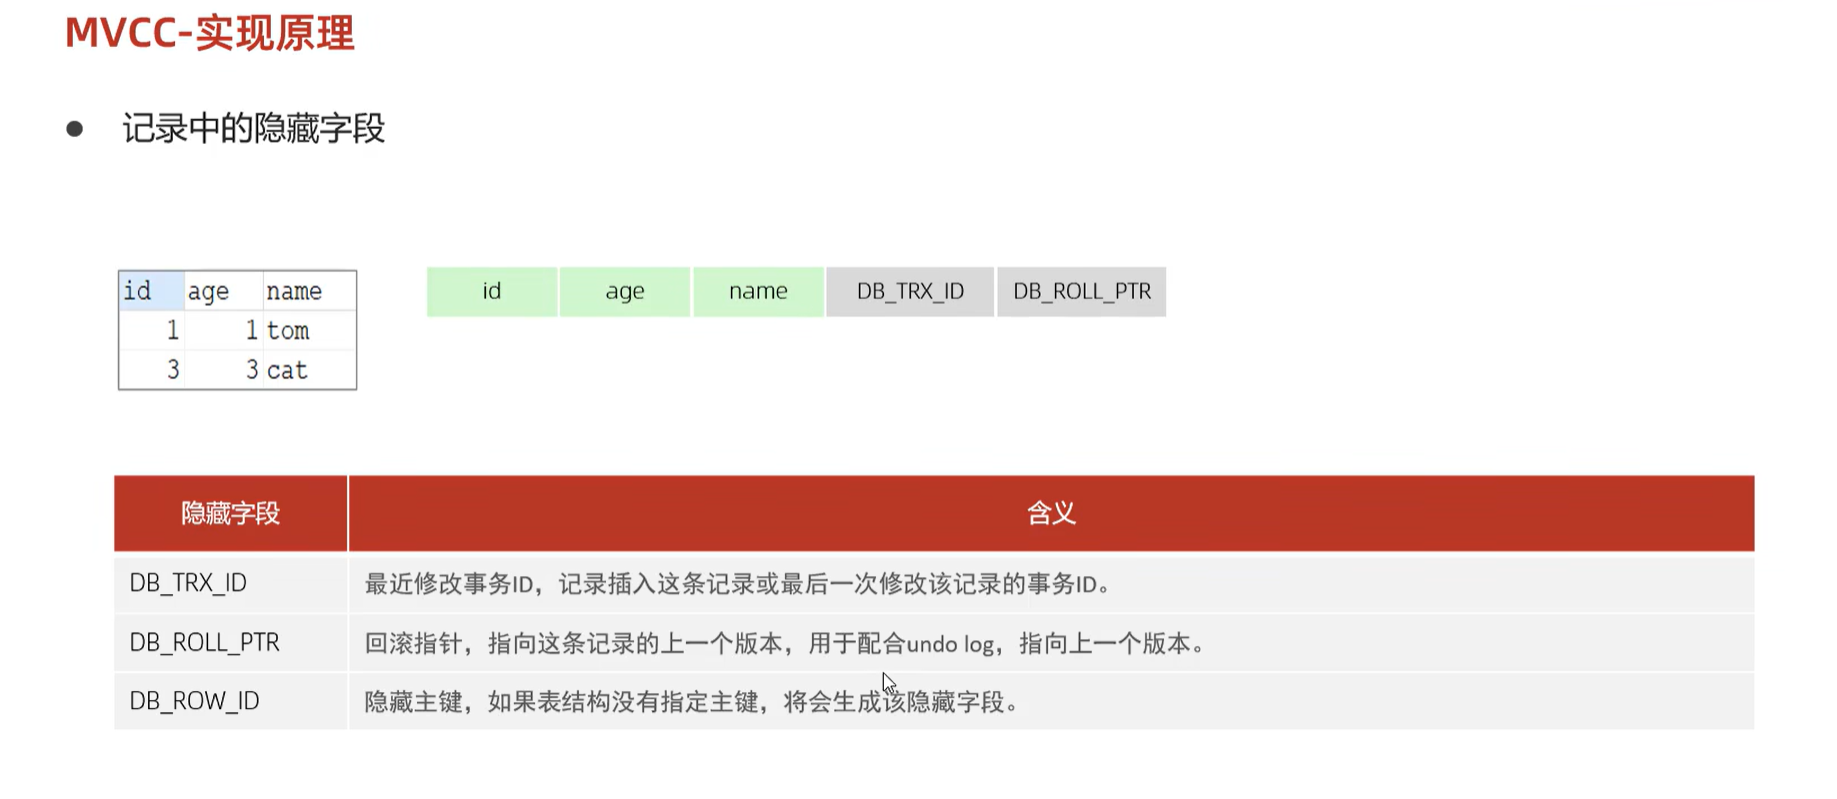 MVCC-实现原理
● 记录中的隐藏字段
id age name
1 1 tom
3 3 cat
id age name DB_TRX_ID DB_ROLL_PTR
隐藏字段 含义
DB_TRX_ID 最近修改事务ID，记录插入这条记录或最后一次修改该记录的事务ID。
DB_ROLL_PTR 回滚指针，指向这条记录的上一个版本，用于配合undo log，指向上一个版本。
DB_ROW_ID 隐藏主键，如果表结构没有指定主键，将会生成该隐藏字段。